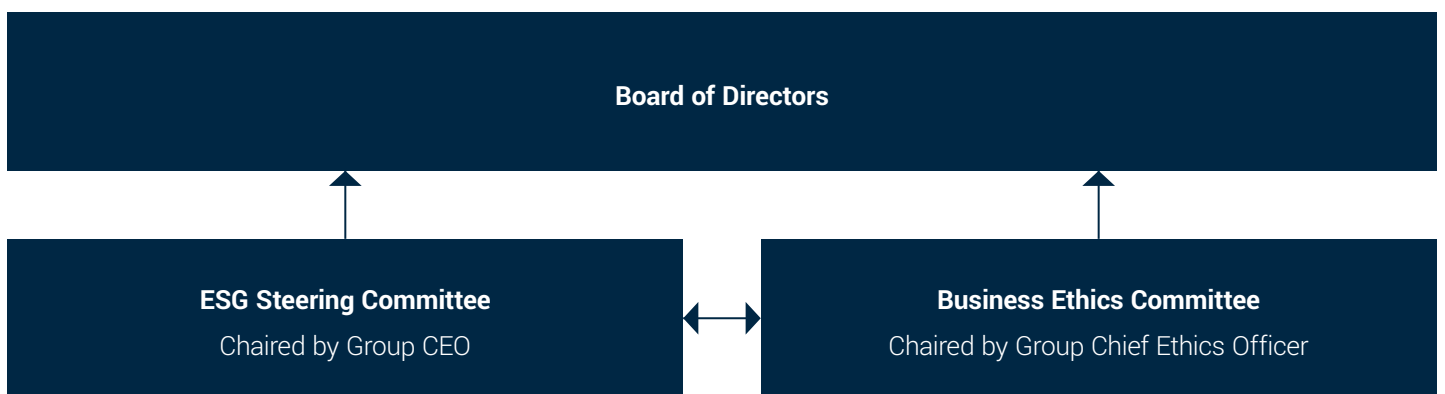 Board of Directors
ESG Steering Committee
Chaired by Group CEO
Business Ethics Committee
Chaired by Group Chief Ethics Officer